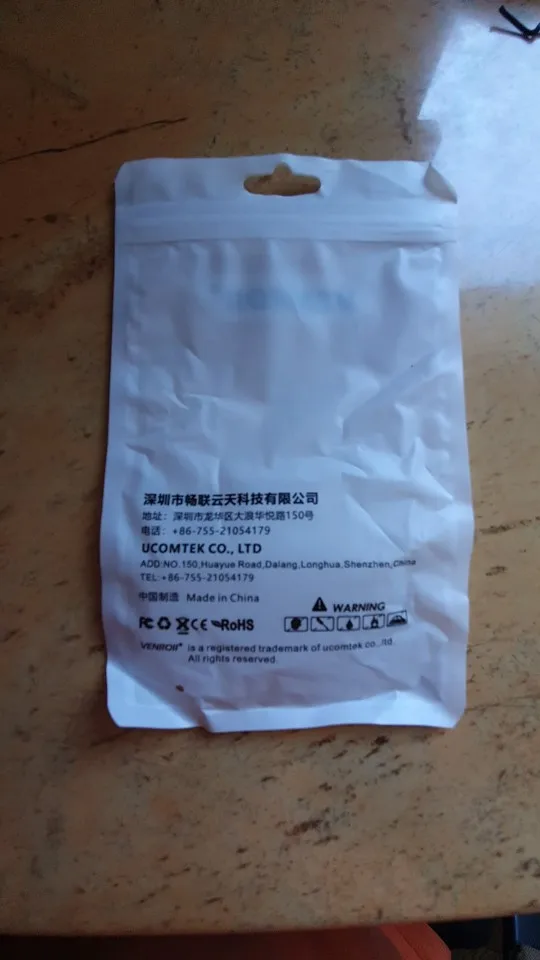 深圳市畅联云天科技有限公司
地址：深圳市龙华区大浪华悦路150号
电话：+86-755-21054179
UCOMTEK CO., LTD
ADD:NO.150,Huayue Road,Dalang,Longhua,Shenzhen,China
TEL:+86-755-21054179
中国制造 Made in China
WARNING
FC CE RoHS
is a registered trademark of ucomtek co.,ltd.
All rights reserved.